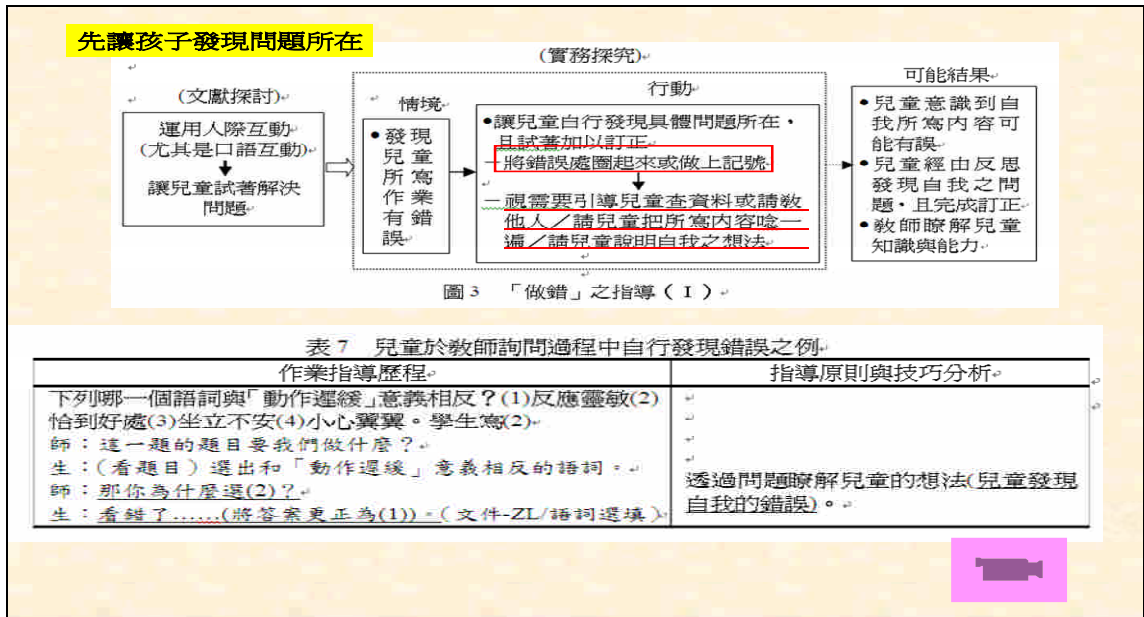 先讓孩子發現問題所在
(文獻探討)
運用人際互動
(尤其是口語互動)
讓兒童試著解決
問題
(實務探究)
情境
●發現
兒童
所寫
作業
有錯
誤
行動
●讓兒童自行發現具體問題所在，
且試著加以訂正
－將錯誤處圈起來或做上記號
－視需要引導兒童查資料或請教
他人／請兒童把所寫內容唸一
遍／請兒童說明自我之想法
可能結果
●兒童意識到自
我所寫內容可
能有誤
●兒童經由反思
發現自我之問
題，且完成訂正
●教師瞭解兒童
知識與能力
圖 3 「做錯」之指導（I）
表 7 兒童於教師詢問過程中自行發現錯誤之例
作業指導歷程
指導原則與技巧分析
下列哪一個語詞與「動作遲緩」意義相反？(1)反應靈敏(2)
恰到好處(3)坐立不安(4)小心翼翼。學生寫(2)
師：這一題的題目要我們做什麼？
生：(看題目) 選出和「動作遲緩」意義相反的語詞。
師：那你為什麼選(2)？
生：看錯了……(將答案更正為(1))。(文件-ZL/語詞選填)
透過問題瞭解兒童的想法(兒童發現
自我的錯誤)。